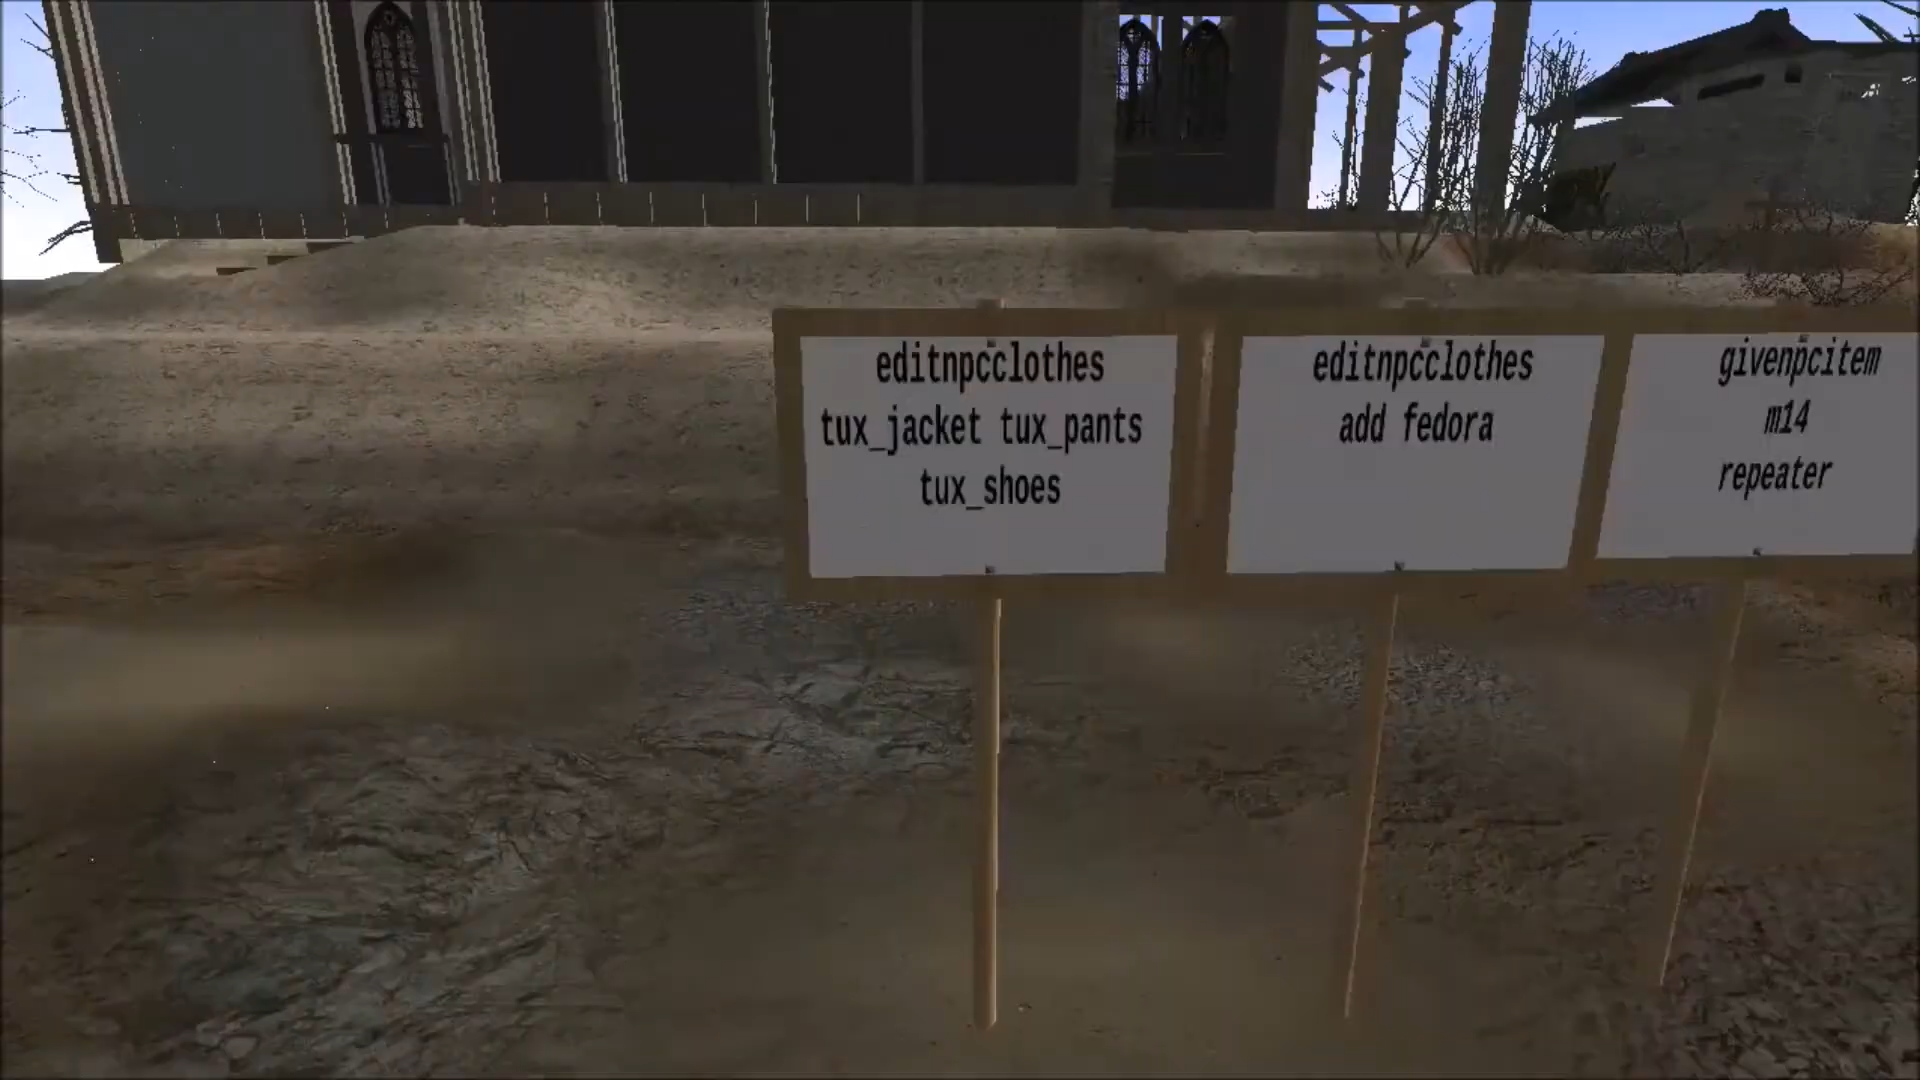 editnpcclothes
tux_jacket tux_pants
tux_shoes
editnpcclothes
add fedora
givenpcitem
m14
repeater